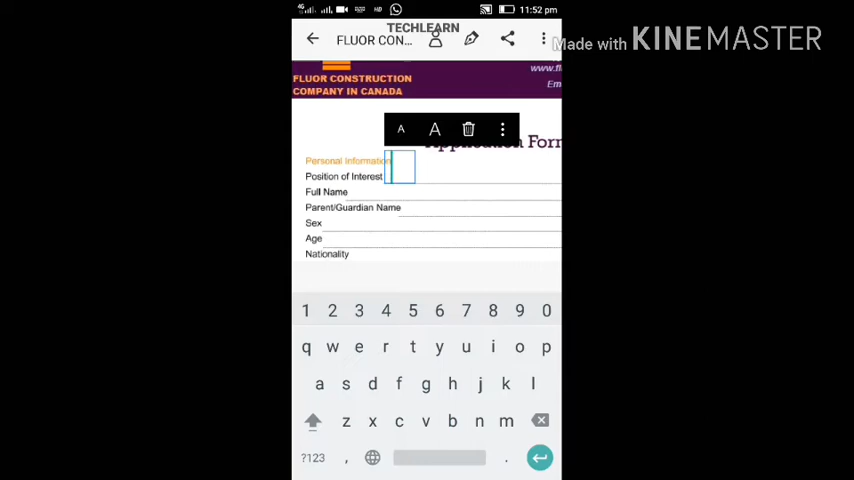 4G
HD
11:52 pm
TECHLEARN
FLUOR CON...
Made with KINEMASTER
www.fl
FLUOR CONSTRUCTION
COMPANY IN CANADA
Em
A A
Application Form
Personal Information
Position of Interest
Full Name
Parent/Guardian Name
Sex
Age
Nationality
1 2 3 4 5 6 7 8 9 0
q w e r t y u i o p
a s d f g h j k l
z x c v b n m
?123 , .